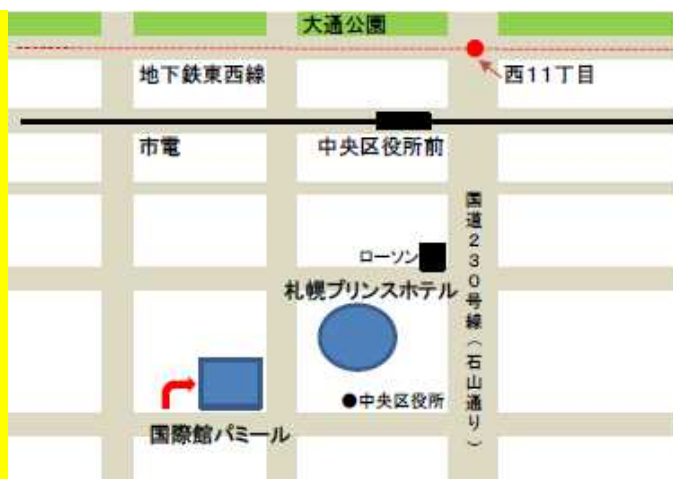 大通公園
地下鉄東西線
西11丁目
市電
中央区役所前
国道230号線(石山通り)
ローソン
札幌プリンスホテル
●中央区役所
国際館パミール